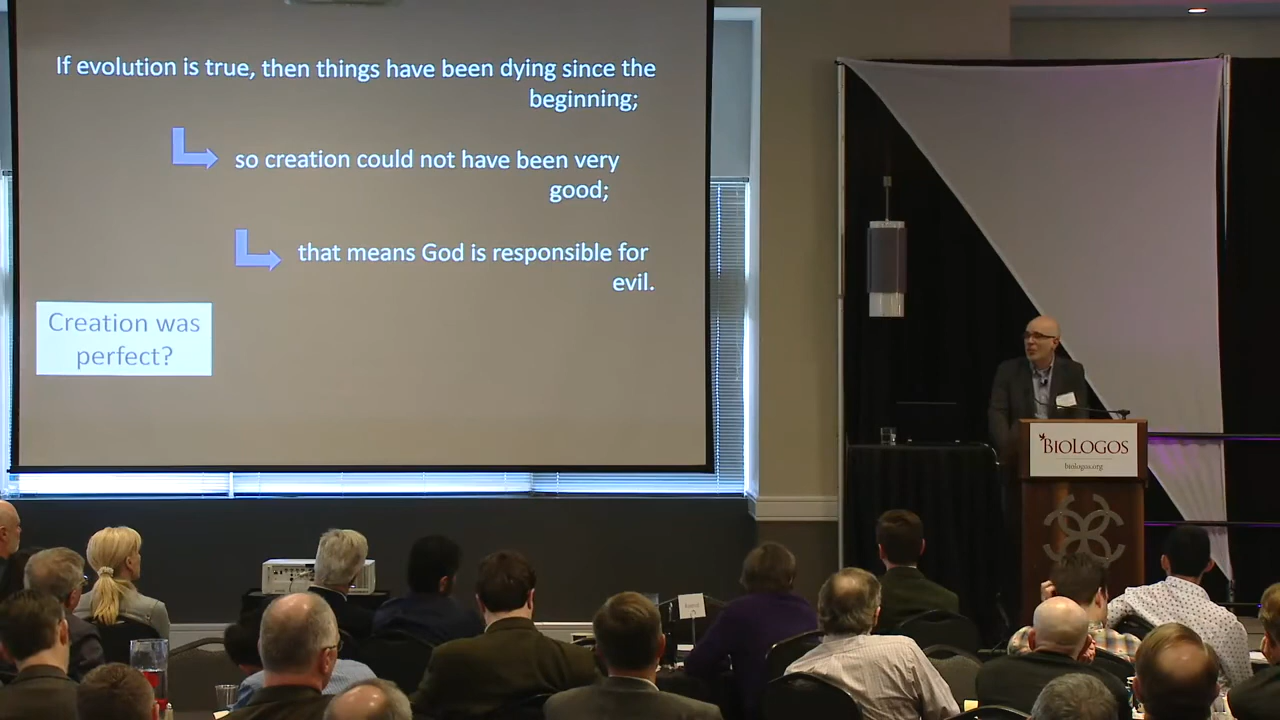 If evolution is true, then things have been dying since the
beginning;
so creation could not have been very
good;
that means God is responsible for
evil.
Creation was
perfect?
BIOLOGOS
biologos.org